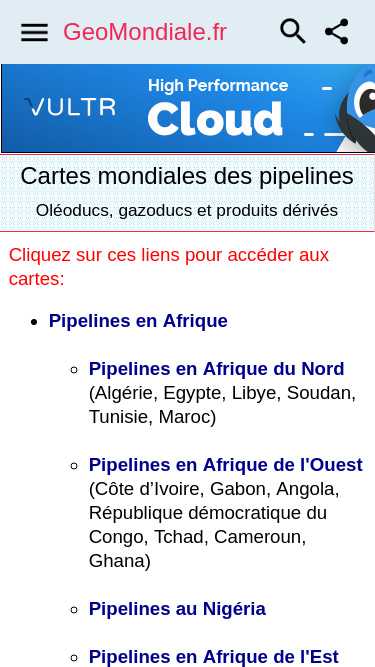 GeoMondiale.fr
VULTR
High Performance
Cloud
Cartes mondiales des pipelines
Oléoducs, gazoducs et produits dérivés
Cliquez sur ces liens pour accéder aux
cartes:
Pipelines en Afrique
Pipelines en Afrique du Nord
(Algérie, Egypte, Libye, Soudan,
Tunisie, Maroc)
Pipelines en Afrique de l'Ouest
(Côte d’Ivoire, Gabon, Angola,
République démocratique du
Congo, Tchad, Cameroun,
Ghana)
Pipelines au Nigéria
Pipelines en Afrique de l'Est